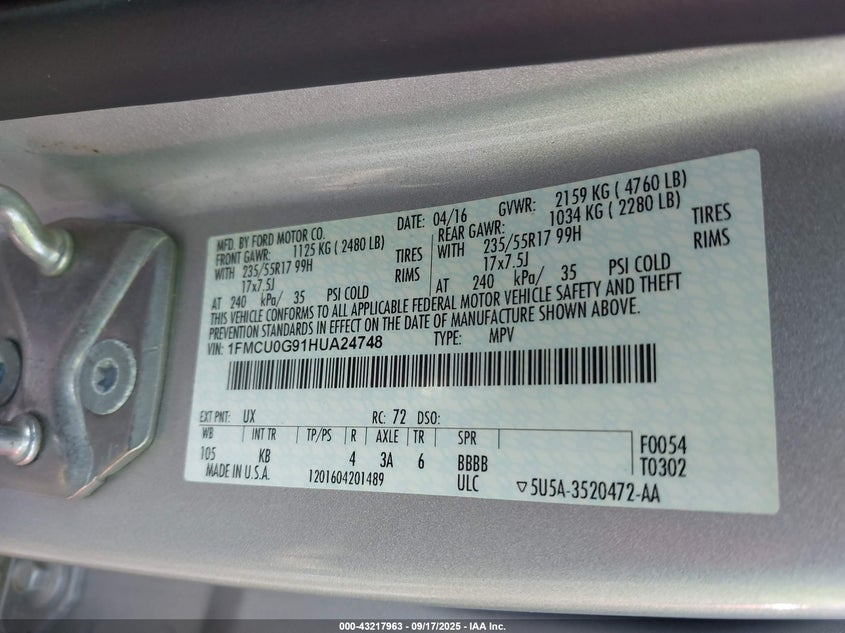 MFD. BY FORD MOTOR CO. DATE: 04/16 GVWR: 2159 KG ( 4760 LB)
FRONT GAWR: 1125 KG ( 2480 LB) REAR GAWR: 1034 KG ( 2280 LB)
WITH 235/55R17 99H TIRES WITH 235/55R17 99H TIRES
17x7.5J RIMS 17x7.5J RIMS
AT 240 kPa/ 35 PSI COLD AT 240 kPa/ 35 PSI COLD
THIS VEHICLE CONFORMS TO ALL APPLICABLE FEDERAL MOTOR VEHICLE SAFETY AND THEFT
PREVENTION STANDARDS IN EFFECT ON THE DATE OF MANUFACTURE SHOWN ABOVE.
VIN: 1FMCU0G91HUA24748 TYPE: MPV
EXT PNT: UX RC: 72 DSO:
WB INT TR TP/PS R AXLE TR SPR F0054
105 KB 4 3A 6 BBBB T0302
MADE IN U.S.A. 1201604201489 ULC ▽5U5A-3520472-AA
000-43217963 - 09/17/2025 - IAA Inc.